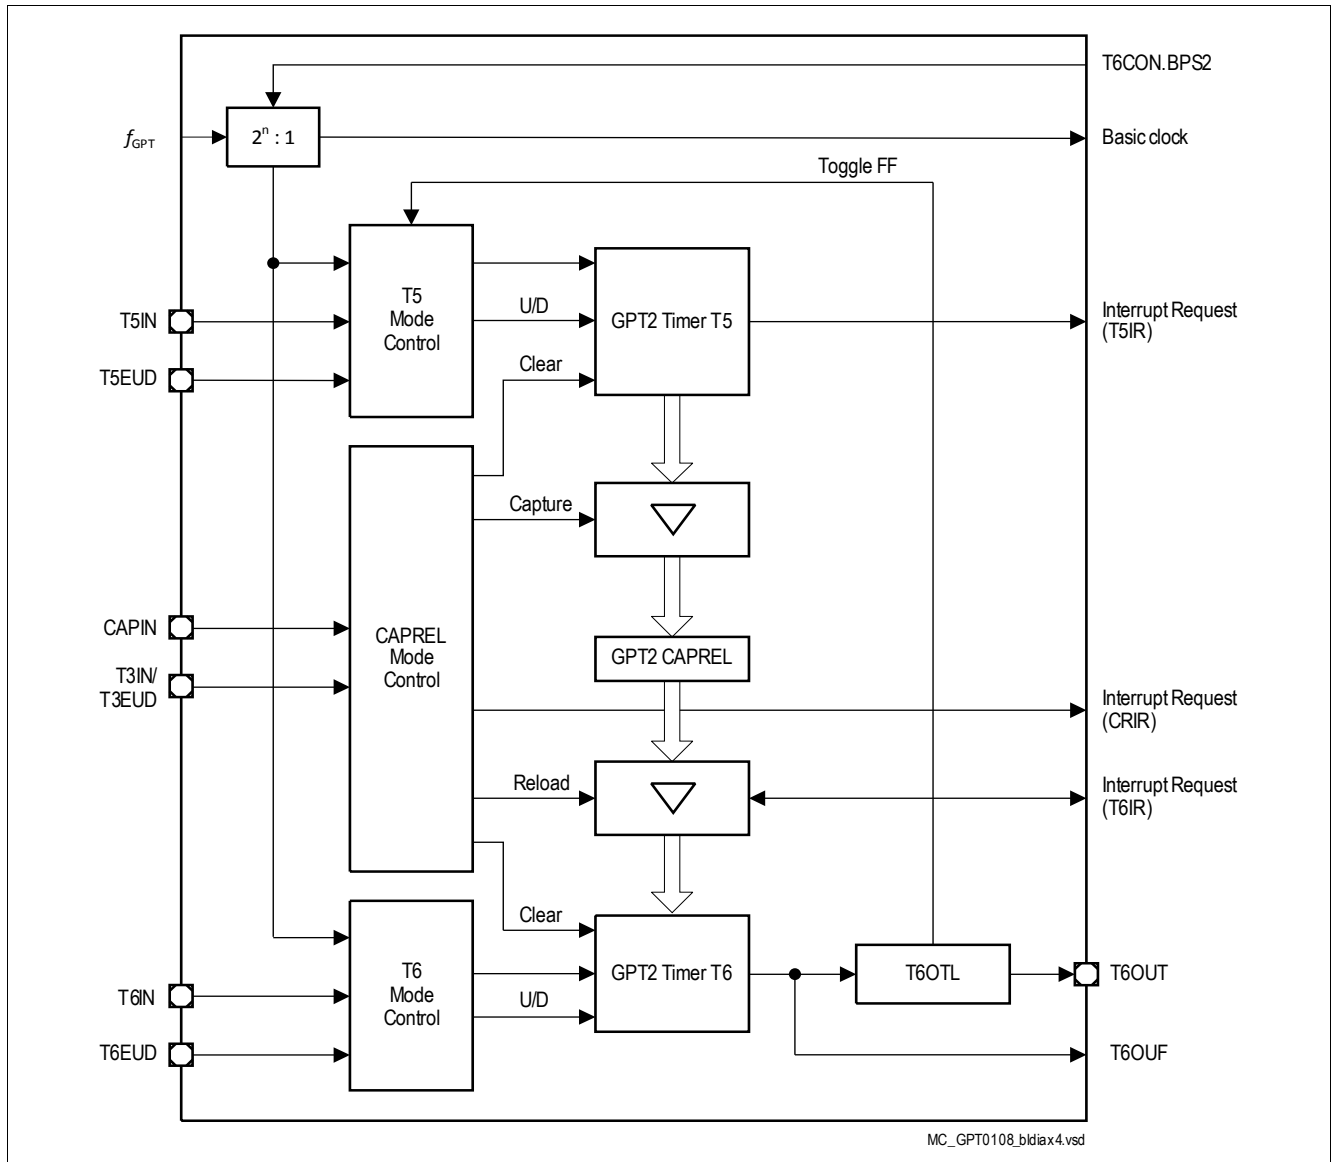 T6CON.BPS2
fGPT
2n : 1
Basic clock
Toggle FF
T5
Mode
Control
U/D
GPT2 Timer T5
T5IN
Interrupt Request
(T5IR)
T5EUD
Clear
Capture
CAPIN
CAPREL
Mode
Control
GPT2 CAPREL
T3IN/
T3EUD
Interrupt Request
(CRIR)
Reload
Interrupt Request
(T6IR)
Clear
T6
Mode
Control
GPT2 Timer T6
T6OTL
T6OUT
T6IN
U/D
T6EUD
T6OUF
MC_GPT0108_bldiax4.vsd